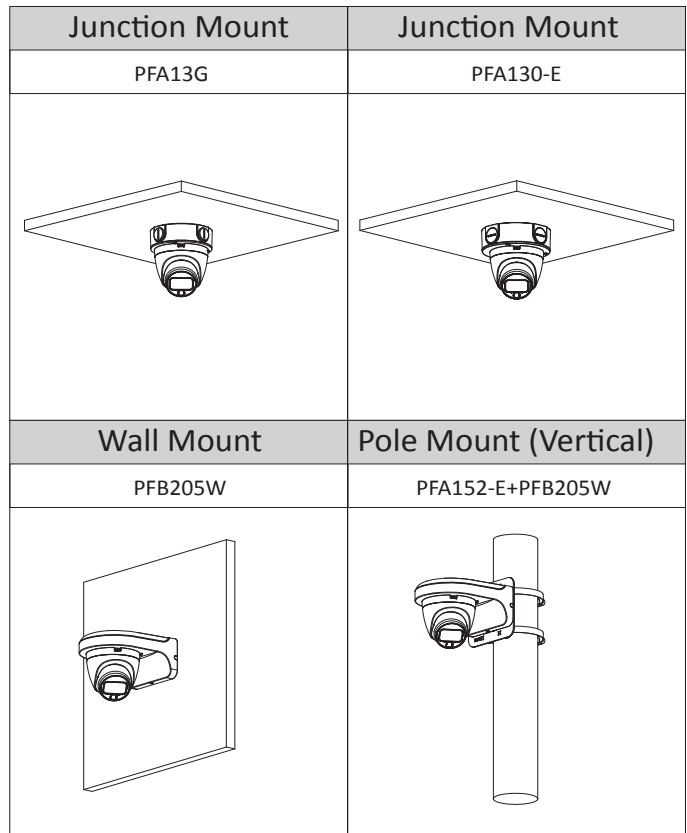 Junction Mount
Junction Mount
PFA13G
PFA130-E
Wall Mount
Pole Mount (Vertical)
PFB205W
PFA152-E+PFB205W